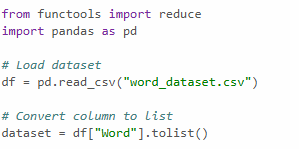 from functools import reduce
import pandas as pd
# Load dataset
df = pd.read_csv("word_dataset.csv")
# Convert column to list
dataset = df["Word"].tolist()